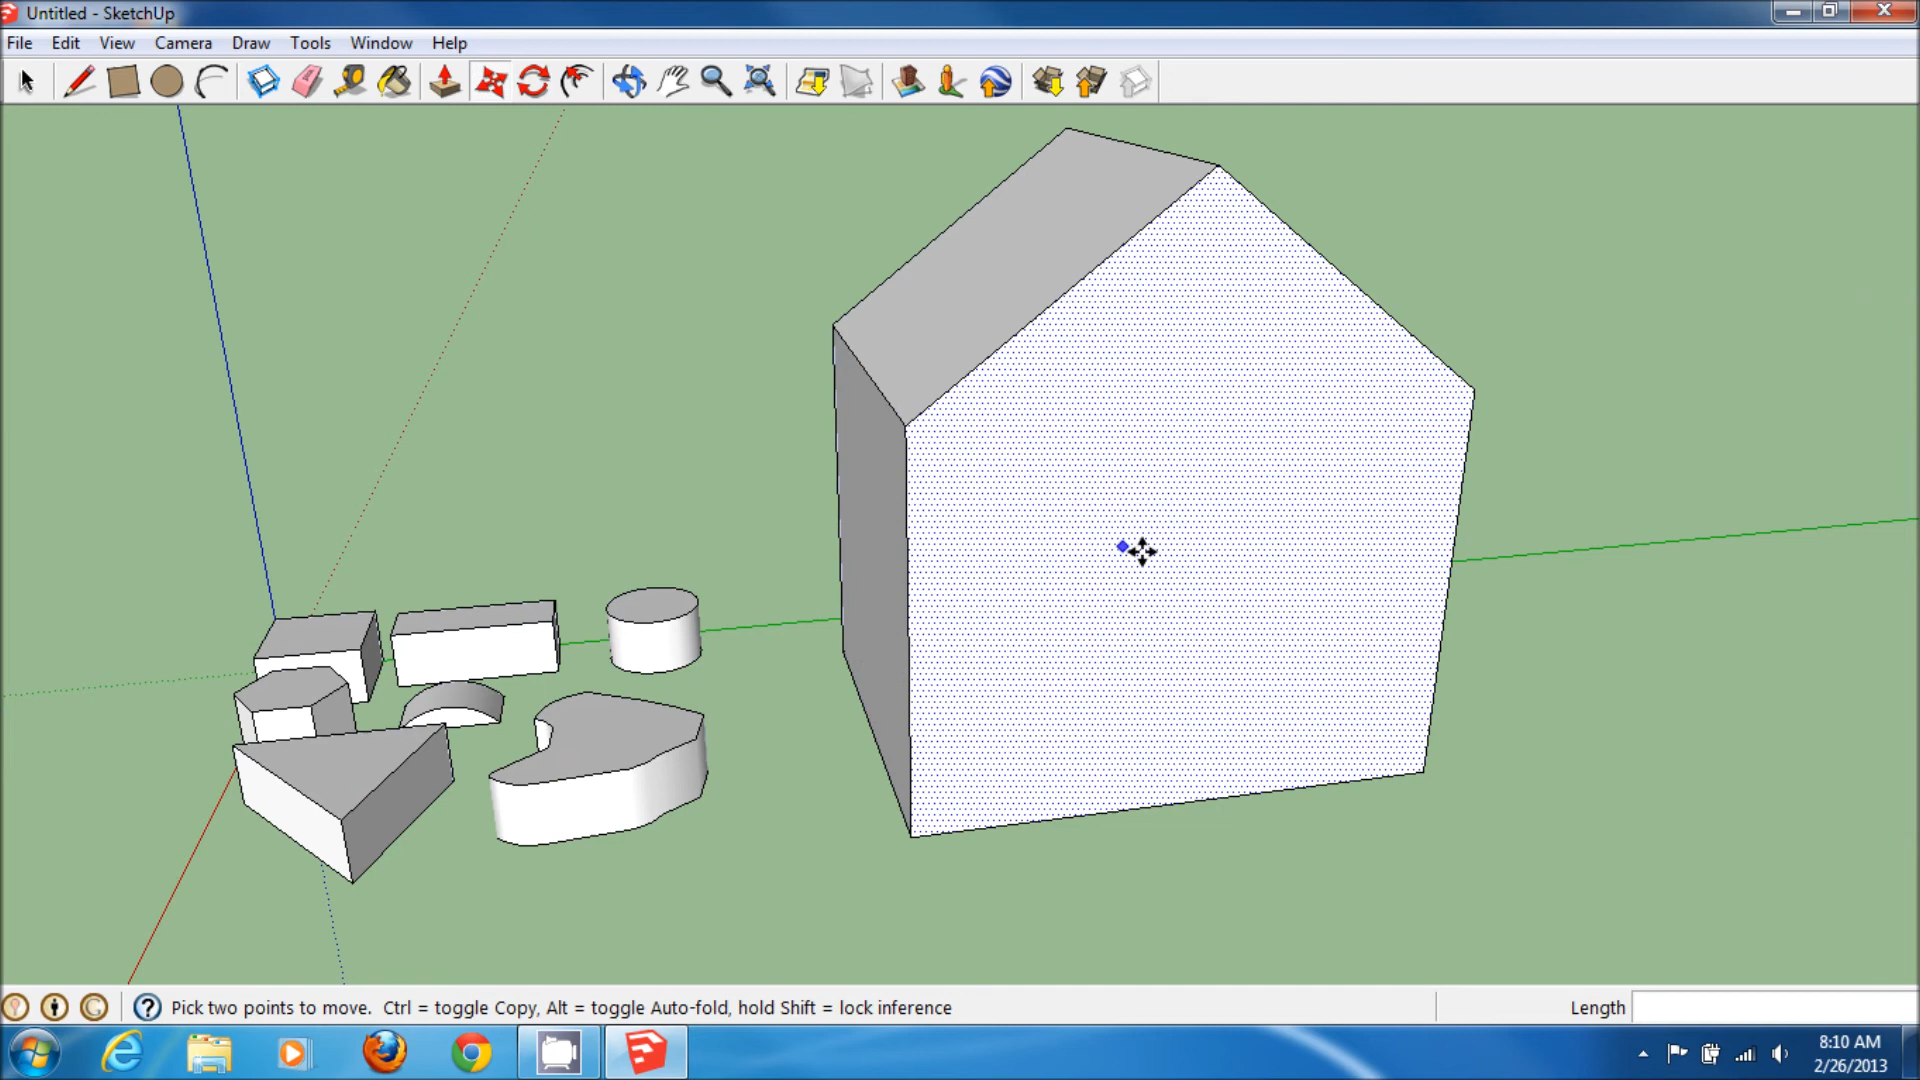 Untitled - SketchUp
File Edit View Camera Draw Tools Window Help
Pick two points to move. Ctrl = toggle Copy, Alt = toggle Auto-fold, hold Shift = lock inference
Length
8:10 AM
2/26/2013